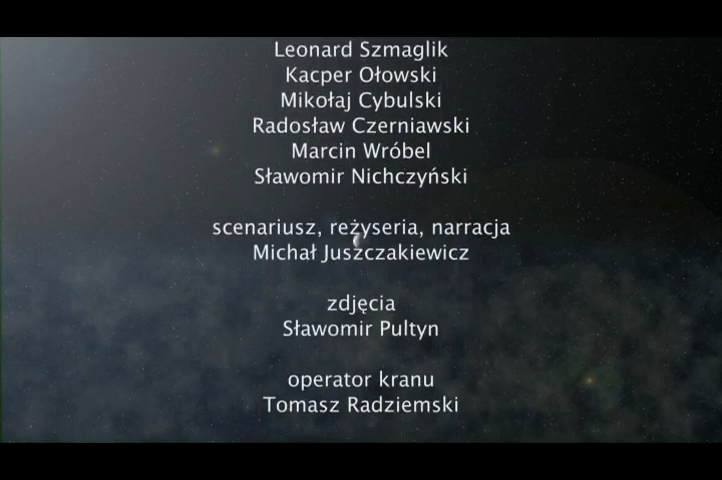 Leonard Szmaglik
Kacper Ołowski
Mikołaj Cybulski
Radosław Czerniawski
Marcin Wróbel
Sławomir Nichczyński
scenariusz, reżyseria, narracja
Michał Juszczakiewicz
zdjęcia
Sławomir Pultyn
operator kranu
Tomasz Radziemski